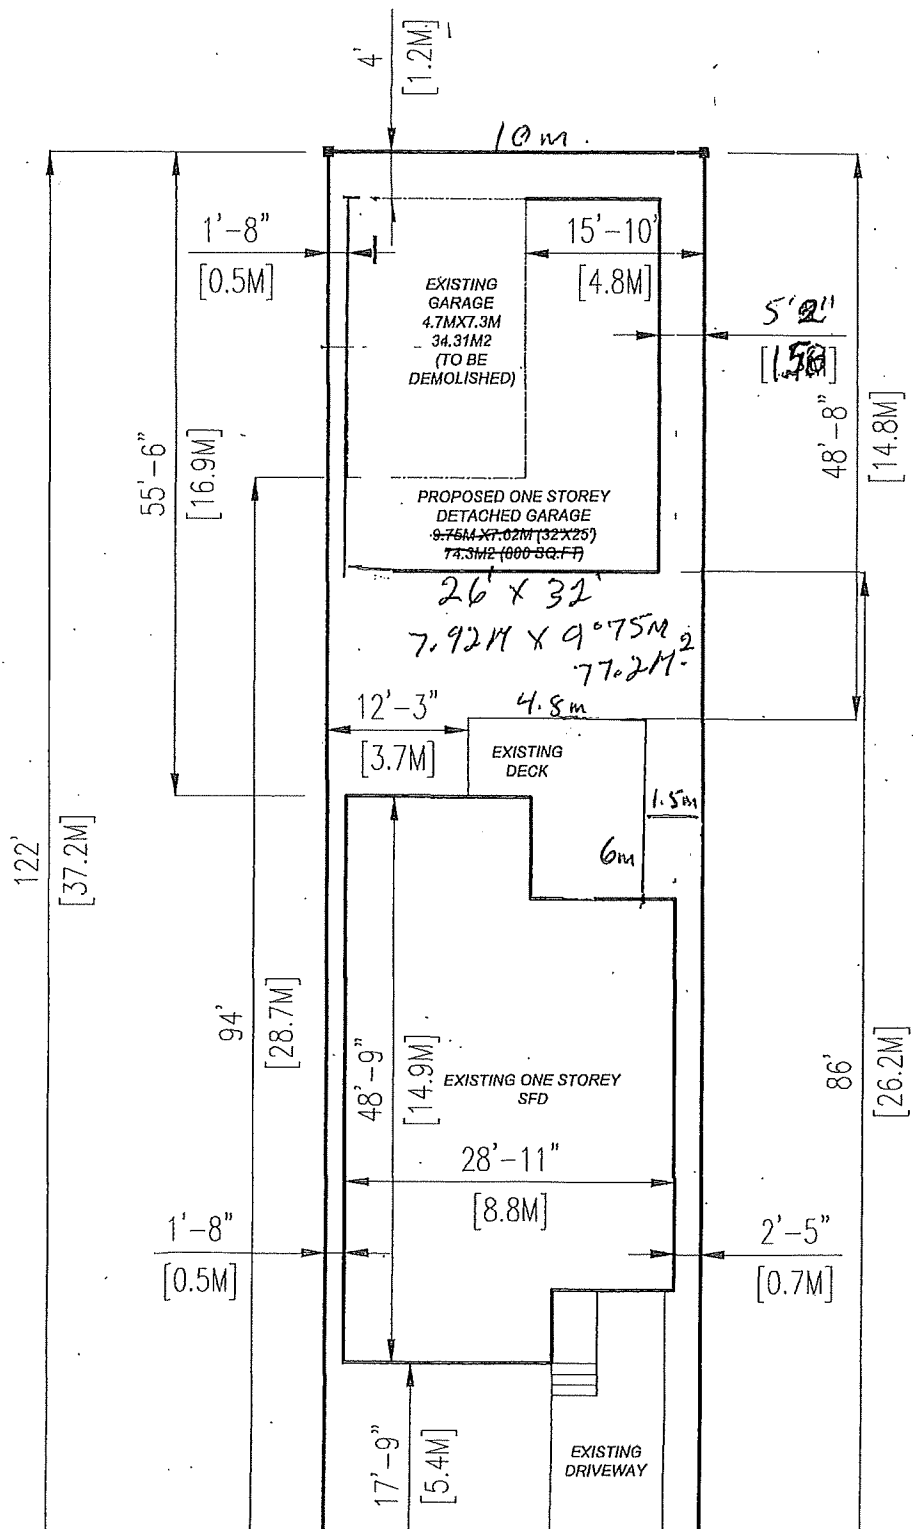 4'
[1.2M]
10m.
1'-8"
[0.5M]
15'-10'
[4.8M]
EXISTING
GARAGE
4.7MX7.3M
34.31M2
(TO BE
DEMOLISHED)
5'2"
55'-6"
[16.9M]
48'-8"
[14.8M]
PROPOSED ONE STOREY
DETACHED GARAGE
9.75M X7.62M (32'X25')
74.3M2 (800 SQ.FT)
26' X 32'
7.92M X 9.75M
77.2M²
12'-3"
[3.7M]
4.8m
EXISTING
DECK
1.5m
6m
122'
[37.2M]
94'
[28.7M]
48'-9"
[14.9M]
EXISTING ONE STOREY
SFD
86'
[26.2M]
28'-11"
[8.8M]
1'-8"
[0.5M]
2'-5"
[0.7M]
17'-9"
[5.4M]
EXISTING
DRIVEWAY